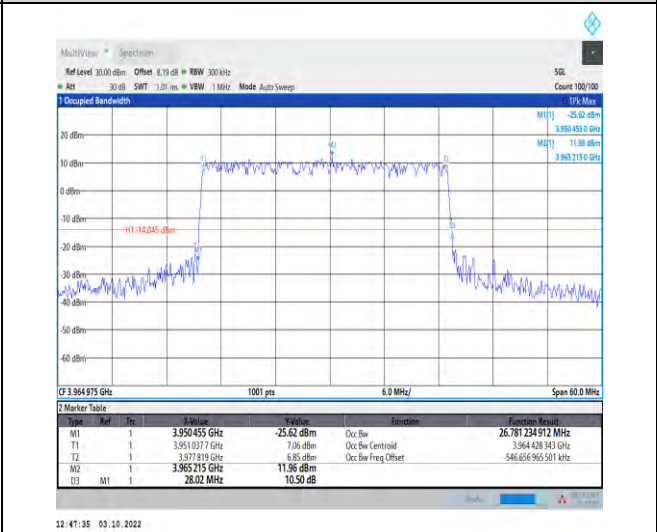 MultiView Spectrum
Ref Level 30.00 dBm Offset 8.19 dB RBW 300 kHz SGL
Att 30 dB SWT 1.01 ms VBW 1 MHz Mode Auto Sweep Count 100/100
1 Occupied Bandwidth 1Pk Max
M1[1] -25.62 dBm
3.950 455 0 GHz
M2[1] 11.96 dBm
3.965 215 0 GHz
20 dBm
M2
T1
T2
10 dBm
0 dBm
-10 dBm
H1 -14.045 dBm
D3
-20 dBm
M1
-30 dBm
-40 dBm
-50 dBm
-60 dBm
CF 3.964 975 GHz 1001 pts 6.0 MHz/ Span 60.0 MHz
2 Marker Table
Type Ref Trc X-Value Y-Value Function Function Result
M1 1 3.950 455 GHz -25.62 dBm Occ Bw 26.781 234 912 MHz
T1 1 3.951 037 7 GHz 7.06 dBm Occ Bw Centroid 3.964 428 343 GHz
T2 1 3.977 819 GHz 6.85 dBm Occ Bw Freq Offset -546.656 965 501 kHz
M2 1 3.965 215 GHz 11.96 dBm
D3 M1 1 28.02 MHz 10.50 dB
12:47:35 03.10.2022